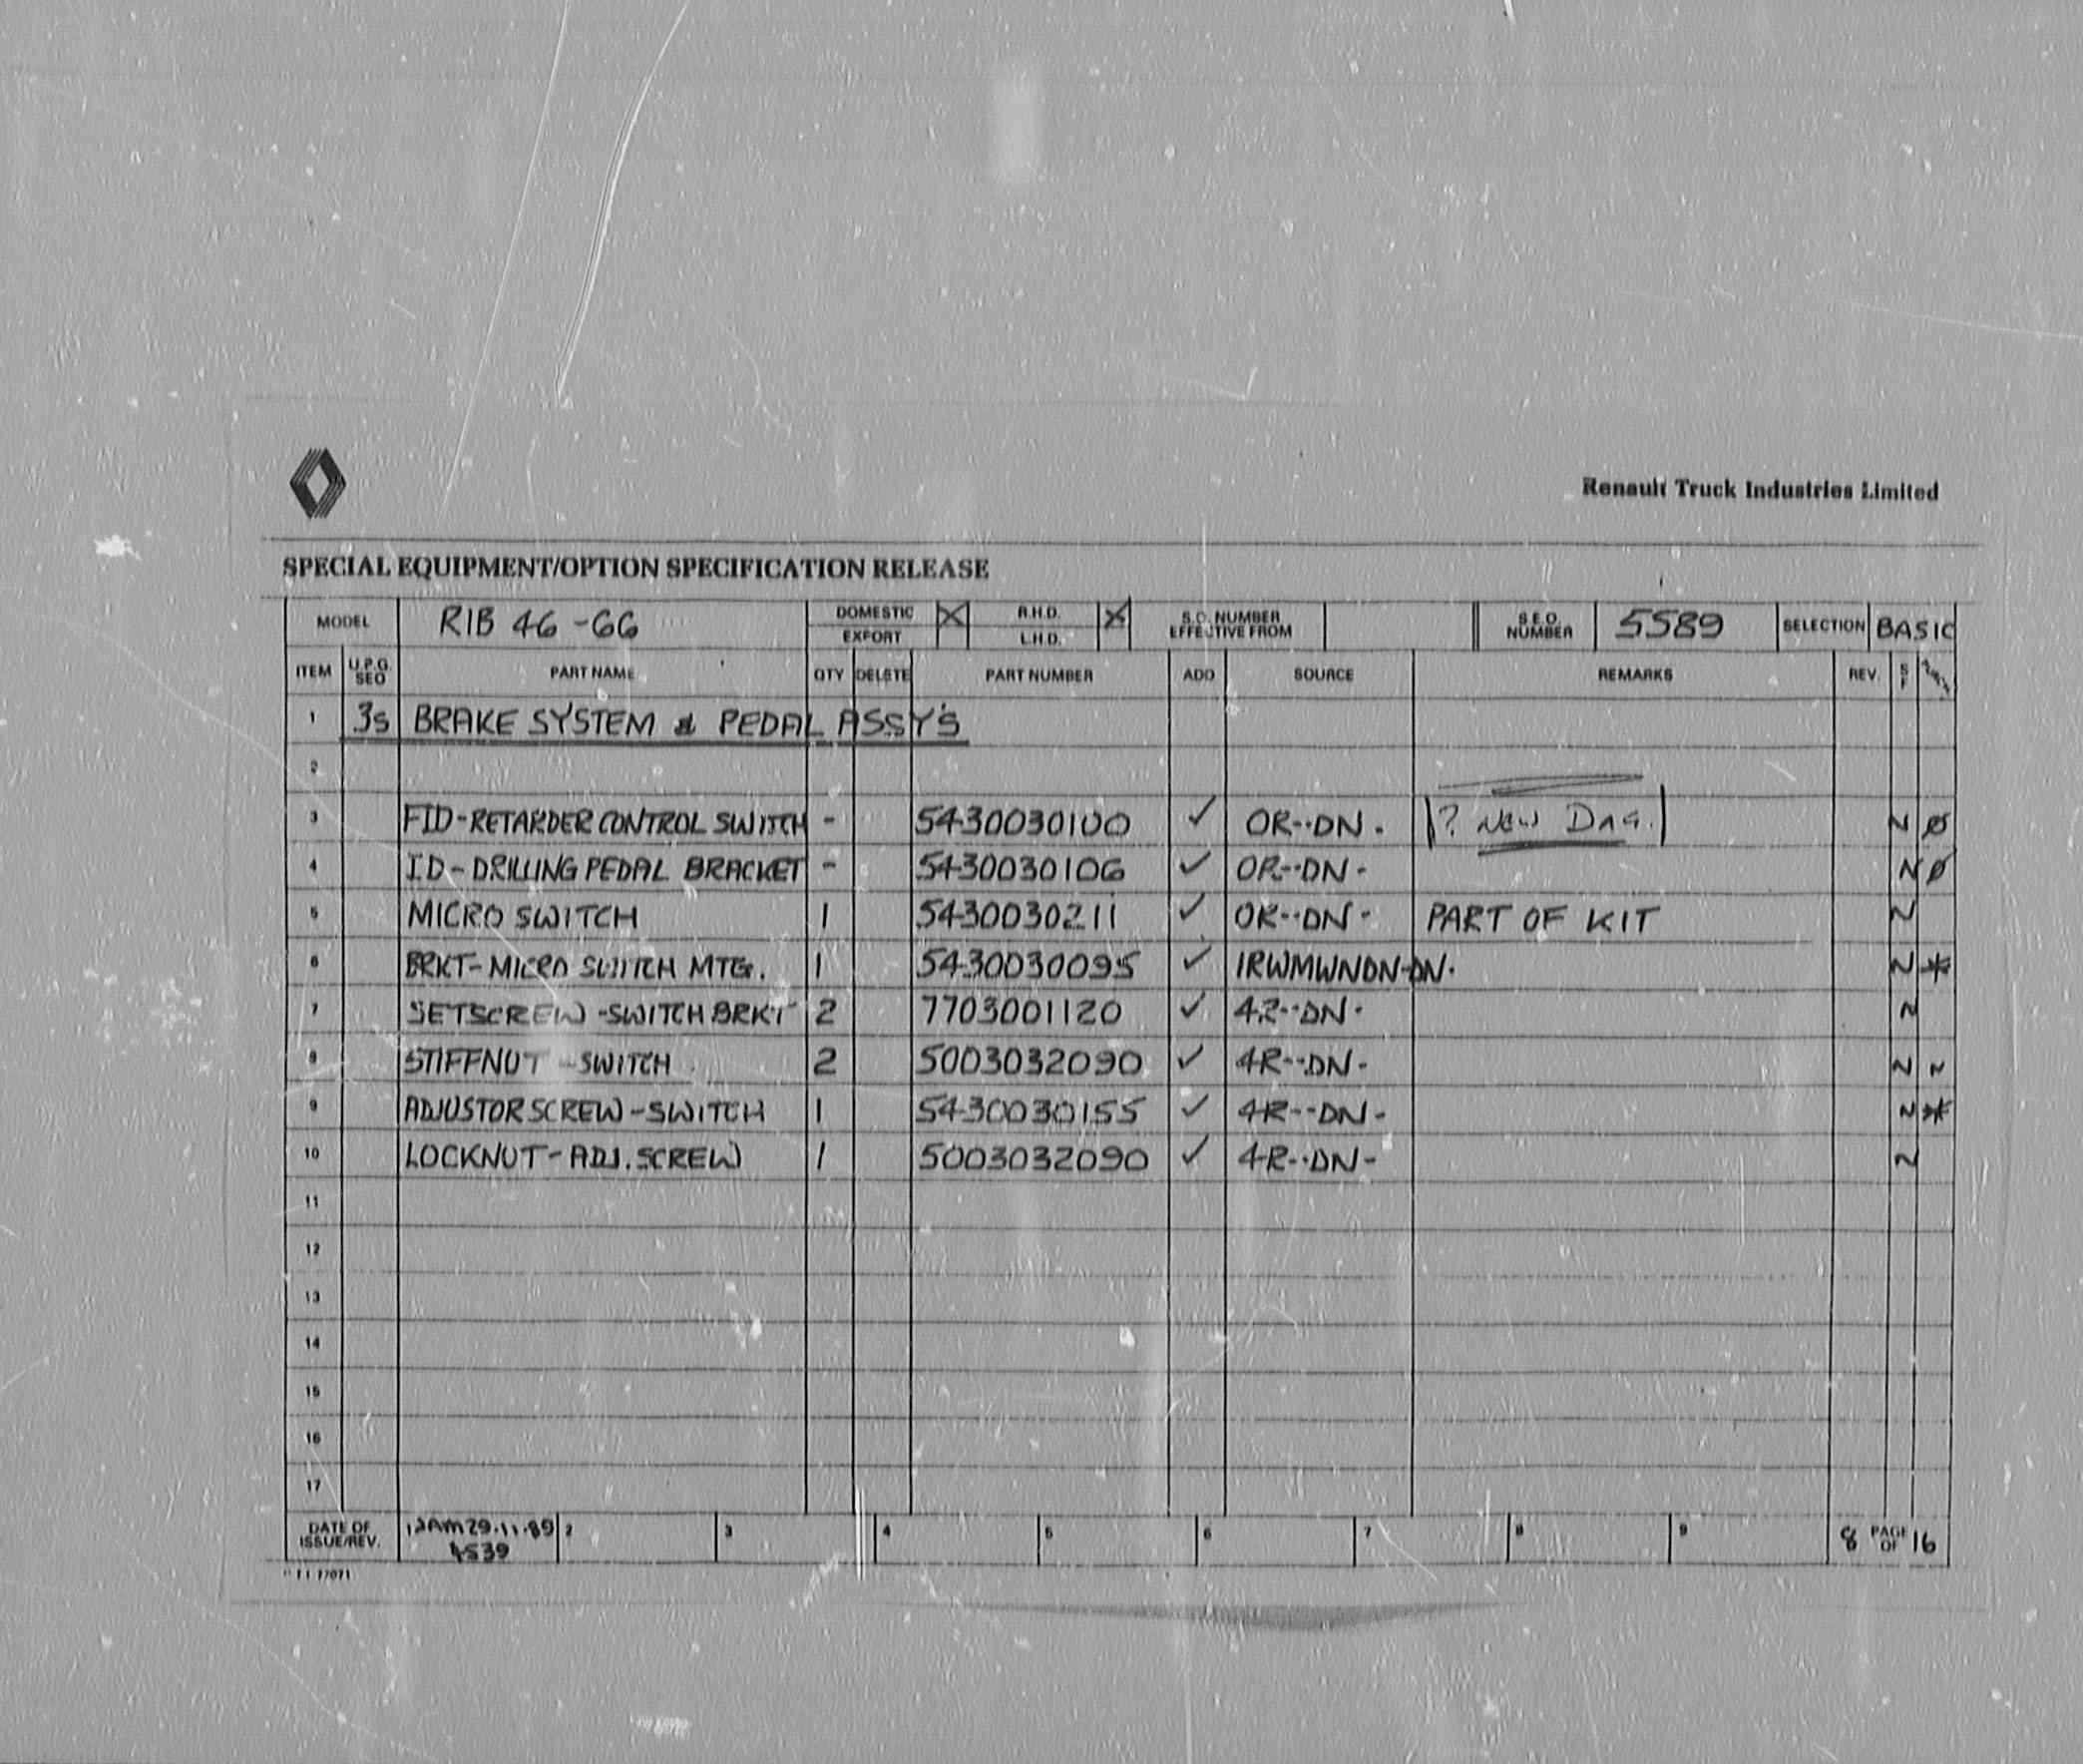 Renault Truck Industries Limited
SPECIAL EQUIPMENT/OPTION SPECIFICATION RELEASE
MODEL RIB 46-GG DOMESTIC X R.H.D. X S.O. NUMBER EFFECTIVE FROM S.E.O. NUMBER 5589 SELECTION BASIC
EXPORT L.H.D.
ITEM U.P.G. SEQ PART NAME QTY DELETE PART NUMBER ADD SOURCE REMARKS REV. S F
1 3S BRAKE SYSTEM & PEDAL ASSY'S
2
3 FID-RETARDER CONTROL SWITCH - 5430030100 ✓ OR--DN. ? NEW DRG. N Ø
4 I.D-DRILLING PEDAL BRACKET - 5430030106 ✓ OR--DN- N Ø
5 MICRO SWITCH 1 5430030211 ✓ OR--DN- PART OF KIT N
6 BRKT-MICRO SWITCH MTG. 1 5430030095 ✓ IRWMWNDN-DN. N *
7 SETSCREW-SWITCH BRKT 2 7703001120 ✓ 4R--DN- N
8 STIFFNUT-SWITCH 2 5003032090 ✓ 4R--DN- N N
9 ADJUSTOR SCREW-SWITCH 1 5430030155 ✓ 4R--DN- N *
10 LOCKNUT-ADJ.SCREW 1 5003032090 ✓ 4R--DN- N
11
12
13
14
15
16
17
DATE OF ISSUE/REV. 29.11.89 2 3 4 5 6 7 8 9 8 PAGE OF 16
4539